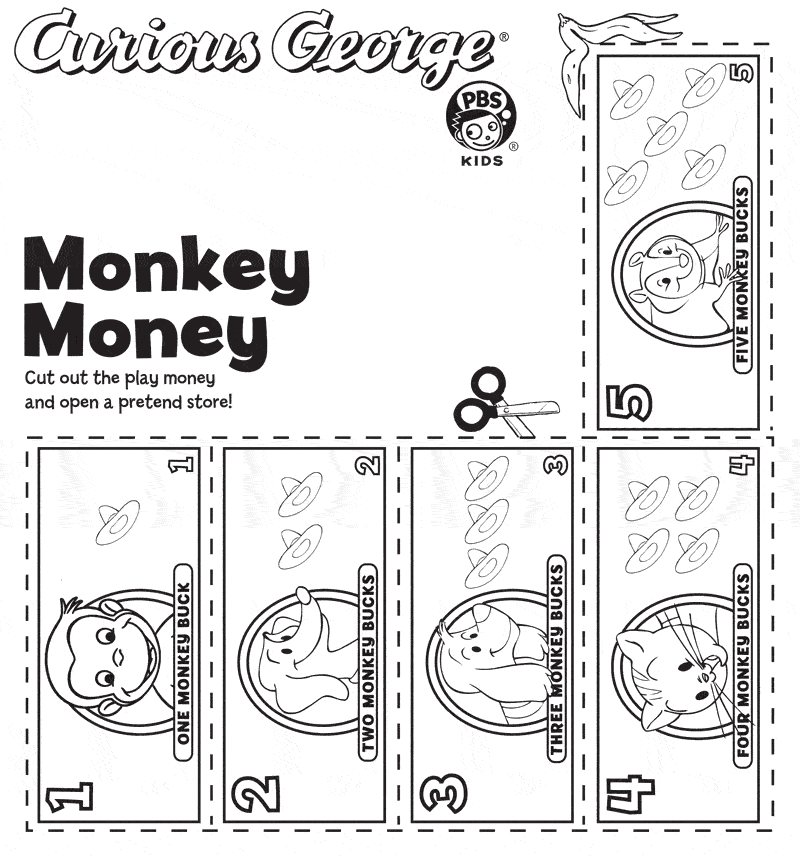 Curious George®
PBS
KIDS®
Monkey
Money
Cut out the play money
and open a pretend store!
5
FIVE MONKEY BUCKS
5
1
ONE MONKEY BUCK
1
2
TWO MONKEY BUCKS
2
3
THREE MONKEY BUCKS
3
4
FOUR MONKEY BUCKS
4